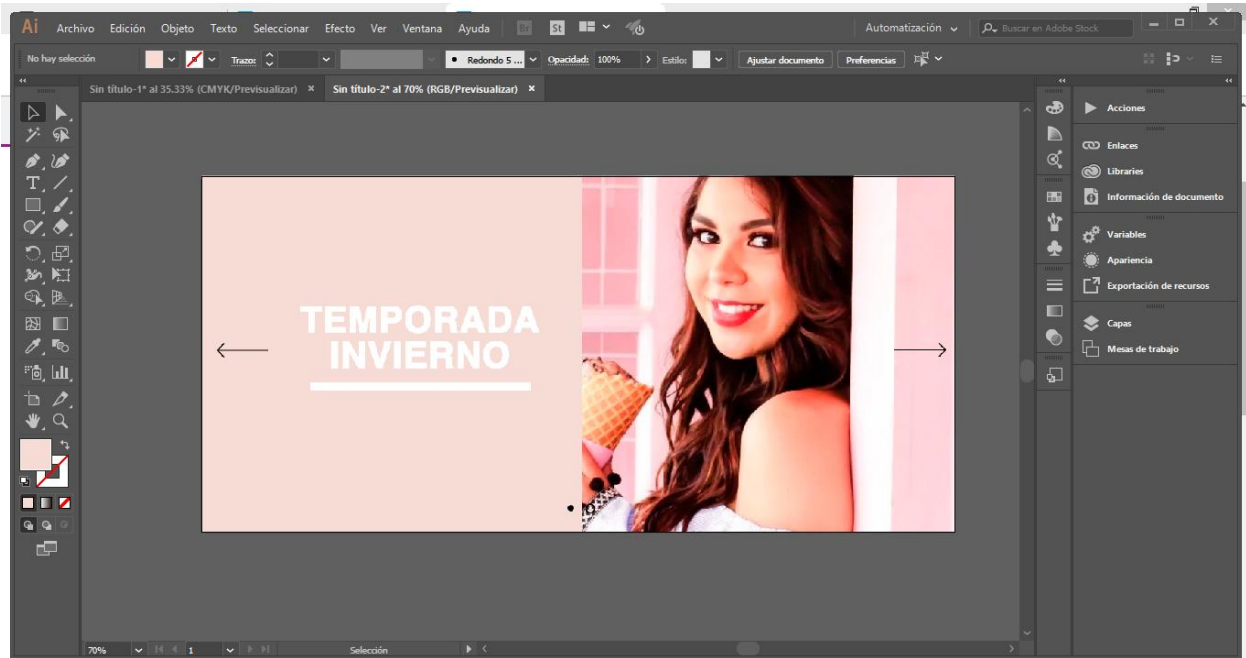 Ai Archivo Edición Objeto Texto Seleccionar Efecto Ver Ventana Ayuda Br St Automatización Buscar en Adobe Stock
No hay selección Trazo: Redondo 5 ... Opacidad: 100% Estilo: Ajustar documento Preferencias
Sin título-1* al 35.33% (CMYK/Previsualizar) × Sin título-2* al 70% (RGB/Previsualizar) ×
Acciones
Enlaces
Libraries
Información de documento
Variables
Apariencia
Exportación de recursos
Capas
Mesas de trabajo
TEMPORADA
INVIERNO
70% 1 Selección